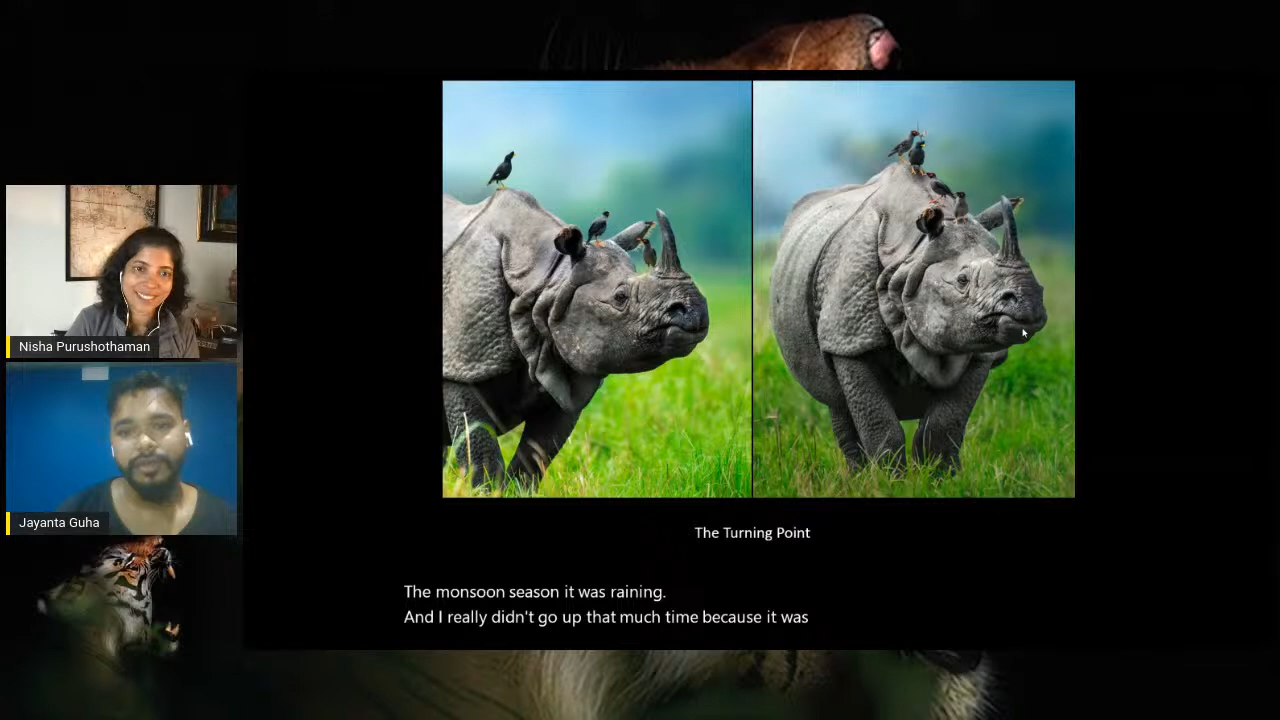 Nisha Purushothaman
Jayanta Guha
The Turning Point
The monsoon season it was raining.
And I really didn't go up that much time because it was